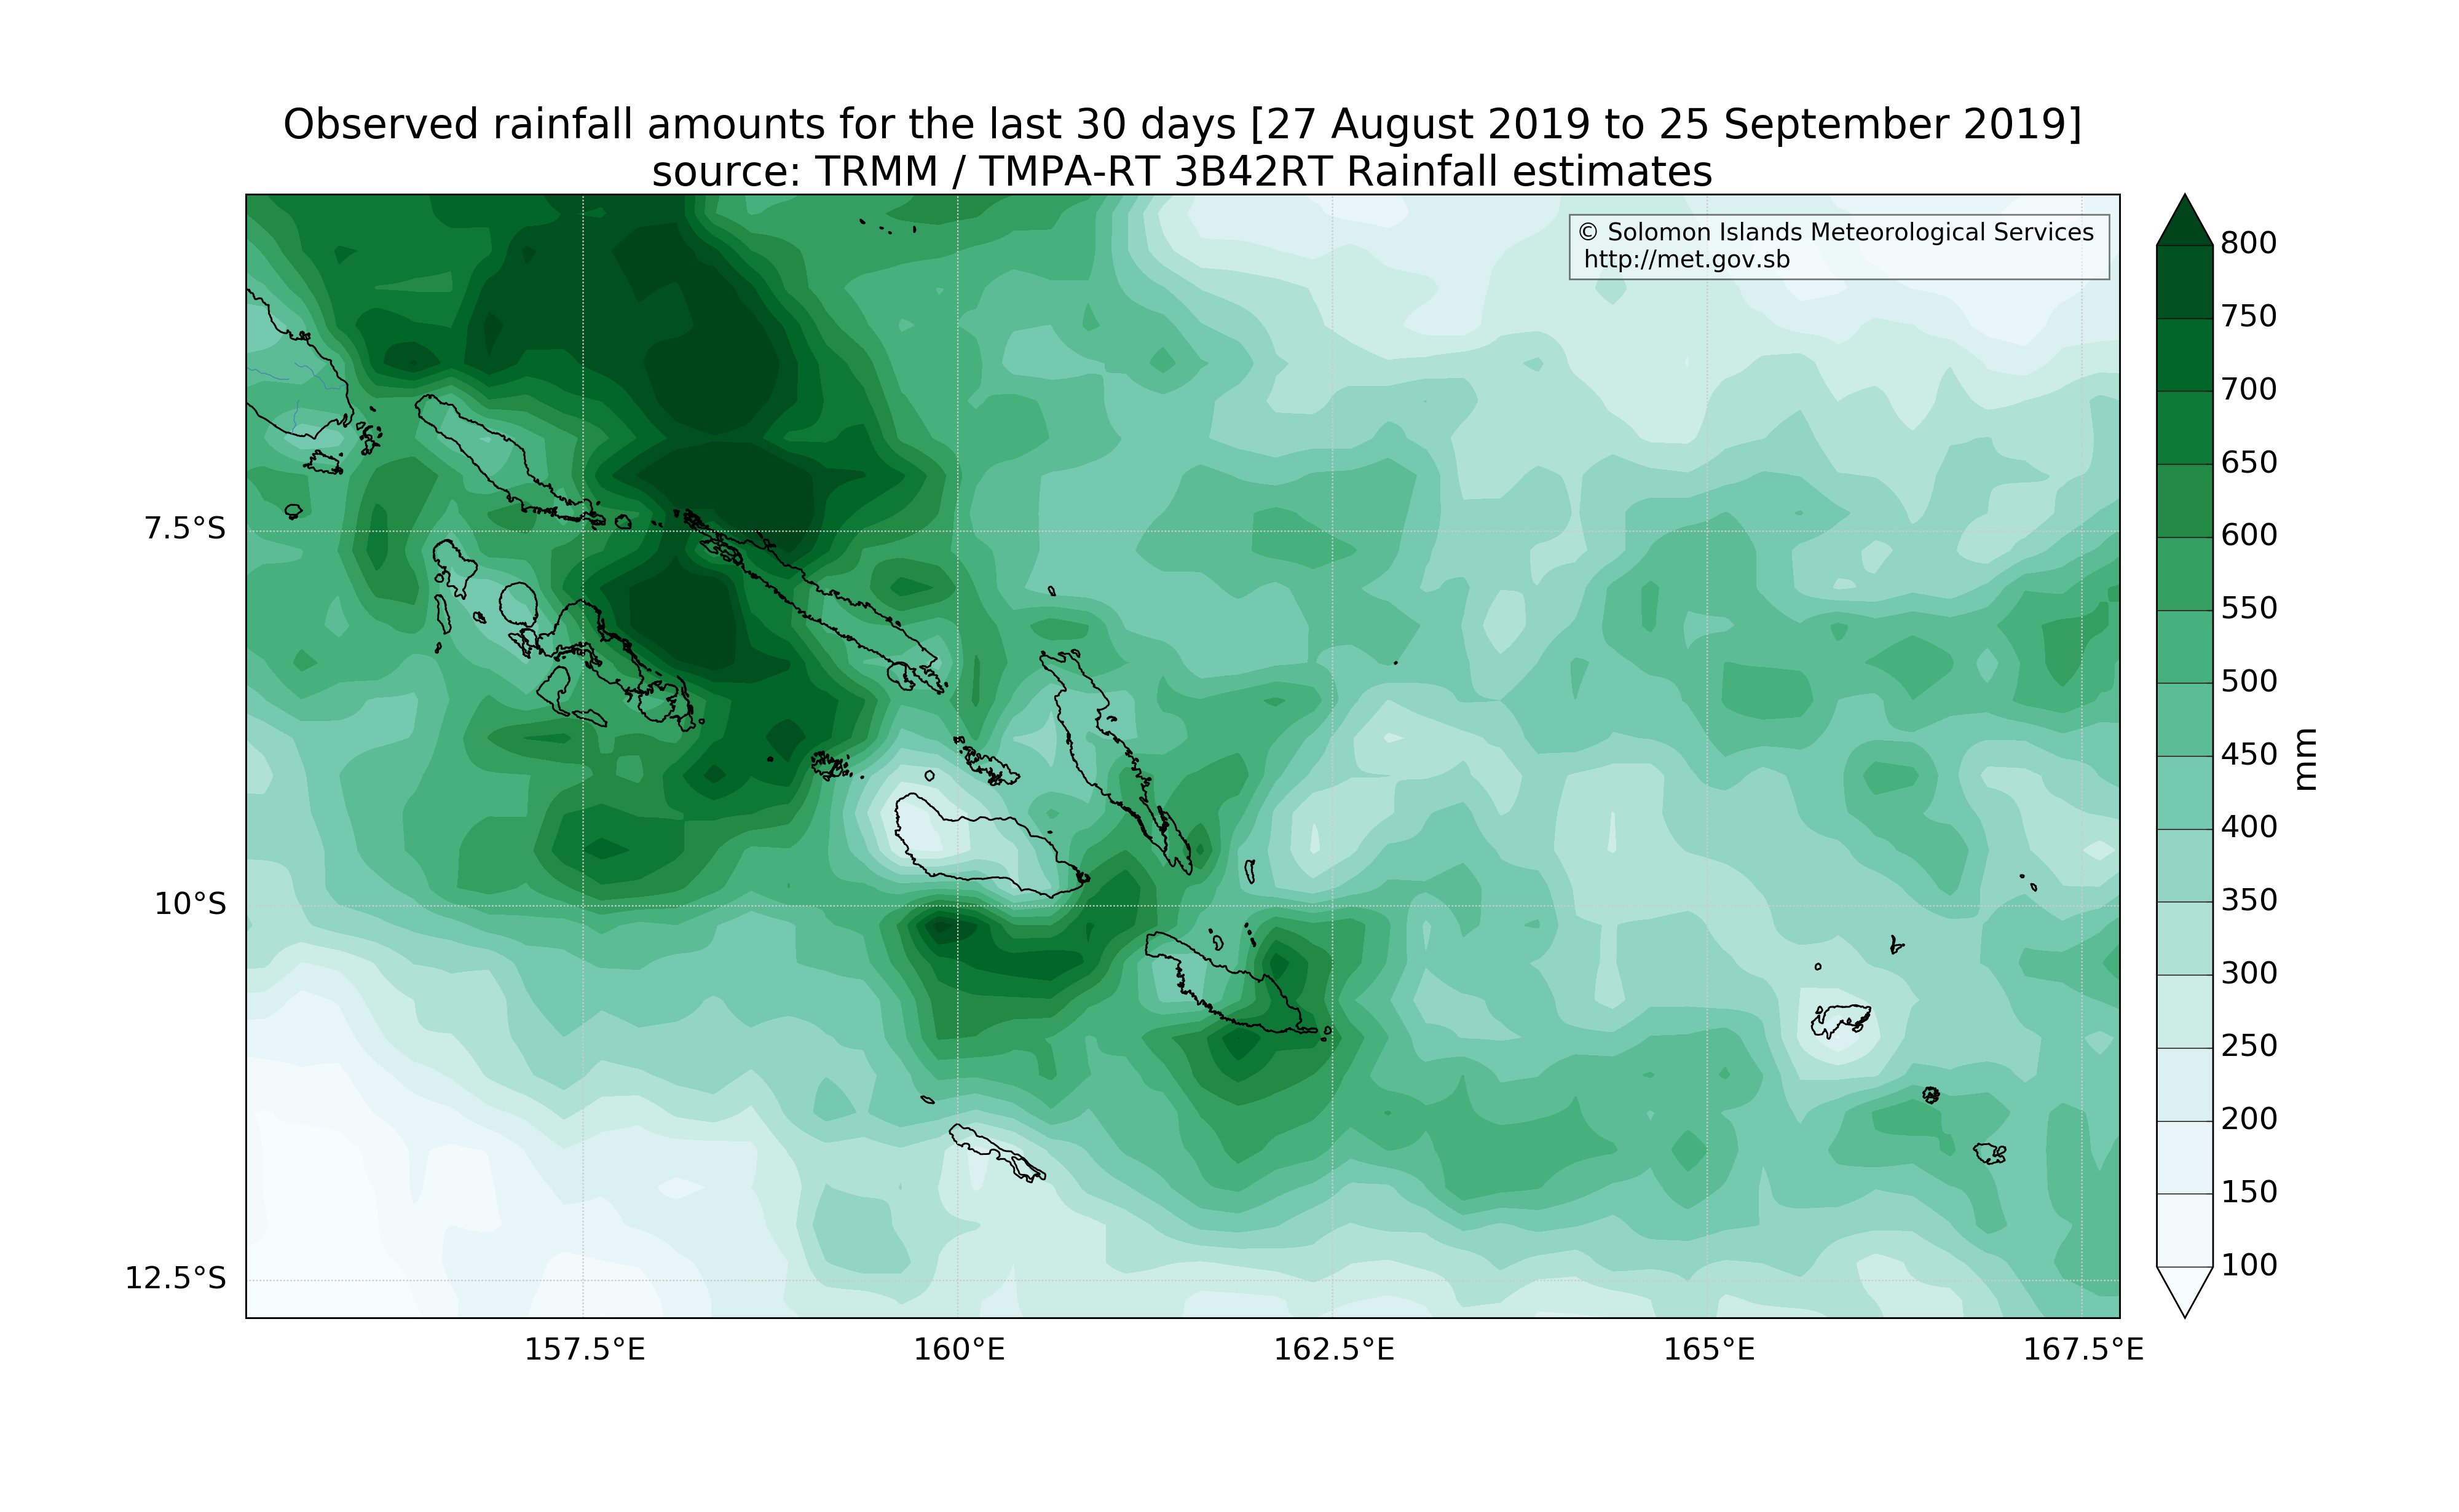 Observed rainfall amounts for the last 30 days [27 August 2019 to 25 September 2019]
source: TRMM / TMPA-RT 3B42RT Rainfall estimates
© Solomon Islands Meteorological Services
http://met.gov.sb
7.5°S
10°S
12.5°S
157.5°E
160°E
162.5°E
165°E
167.5°E
800
750
700
650
600
550
500
450
400
350
300
250
200
150
100
mm